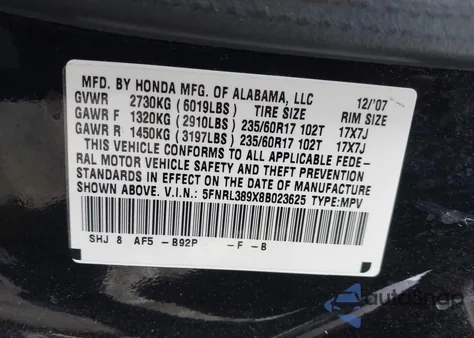 MFD. BY HONDA MFG. OF ALABAMA, LLC 12/'07
GVWR 2730KG (6019LBS) TIRE SIZE RIM SIZE
GAWR F 1320KG (2910LBS) 235/60R17 102T 17X7J
GAWR R 1450KG (3197LBS) 235/60R17 102T 17X7J
THIS VEHICLE CONFORMS TO ALL APPLICABLE FEDE-
RAL MOTOR VEHICLE SAFETY AND THEFT PREVENTION
STANDARDS IN EFFECT ON THE DATE OF MANUFACTURE
SHOWN ABOVE. V.I.N.: 5FNRL389X8B023625 TYPE:MPV
SHJ 8 AF5 -B92P -F -B
autoSnap